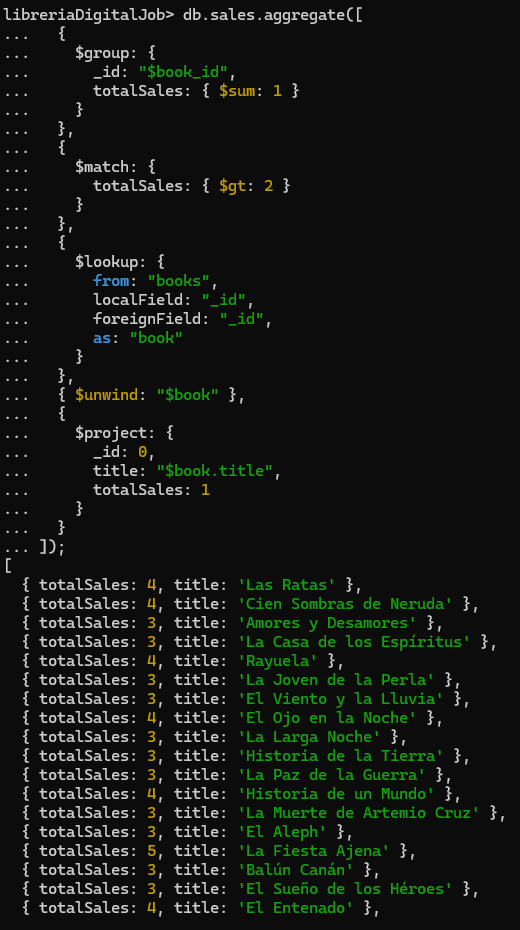 libreriaDigitalJob> db.sales.aggregate([
...   {
...     $group: {
...       _id: "$book_id",
...       totalSales: { $sum: 1 }
...     }
...   },
...   {
...     $match: {
...       totalSales: { $gt: 2 }
...     }
...   },
...   {
...     $lookup: {
...       from: "books",
...       localField: "_id",
...       foreignField: "_id",
...       as: "book"
...     }
...   },
...   { $unwind: "$book" },
...   {
...     $project: {
...       _id: 0,
...       title: "$book.title",
...       totalSales: 1
...     }
...   }
... ]);
[
  { totalSales: 4, title: 'Las Ratas' },
  { totalSales: 4, title: 'Cien Sombras de Neruda' },
  { totalSales: 3, title: 'Amores y Desamores' },
  { totalSales: 3, title: 'La Casa de los Espíritus' },
  { totalSales: 4, title: 'Rayuela' },
  { totalSales: 3, title: 'La Joven de la Perla' },
  { totalSales: 3, title: 'El Viento y la Lluvia' },
  { totalSales: 4, title: 'El Ojo en la Noche' },
  { totalSales: 3, title: 'La Larga Noche' },
  { totalSales: 3, title: 'Historia de la Tierra' },
  { totalSales: 3, title: 'La Paz de la Guerra' },
  { totalSales: 4, title: 'Historia de un Mundo' },
  { totalSales: 3, title: 'La Muerte de Artemio Cruz' },
  { totalSales: 3, title: 'El Aleph' },
  { totalSales: 5, title: 'La Fiesta Ajena' },
  { totalSales: 3, title: 'Balún Canán' },
  { totalSales: 3, title: 'El Sueño de los Héroes' },
  { totalSales: 4, title: 'El Entenado' },